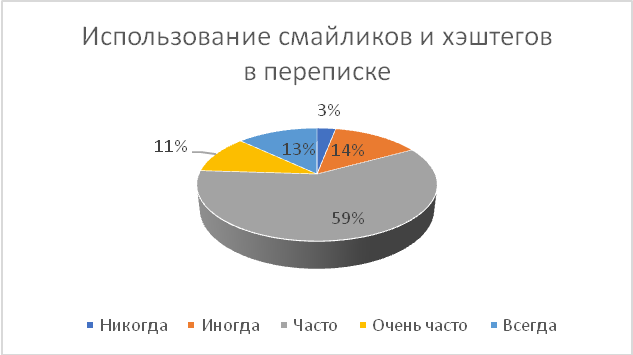 Использование смайликов и хэштегов
в переписке
3%
11%
13%
14%
59%
Никогда
Иногда
Часто
Очень часто
Всегда